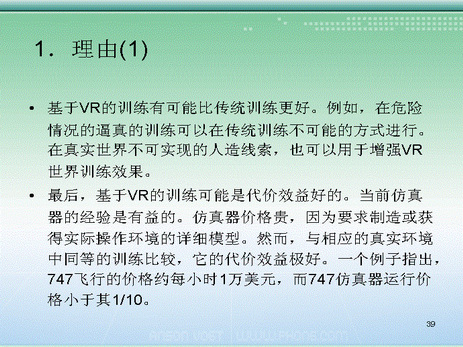 1．理由(1)
• 基于VR的训练有可能比传统训练更好。例如，在危险
情况的逼真的训练可以在传统训练不可能的方式进行。
在真实世界不可实现的人造线索，也可以用于增强VR
世界训练效果。
• 最后，基于VR的训练可能是代价效益好的。当前仿真
器的经验是有益的。仿真器价格贵，因为要求制造或获
得实际操作环境的详细模型。然而，与相应的真实环境
中同等的训练比较，它的代价效益极好。一个例子指出，
747飞行的价格约每小时1万美元，而747仿真器运行价
格小于其1/10。
39